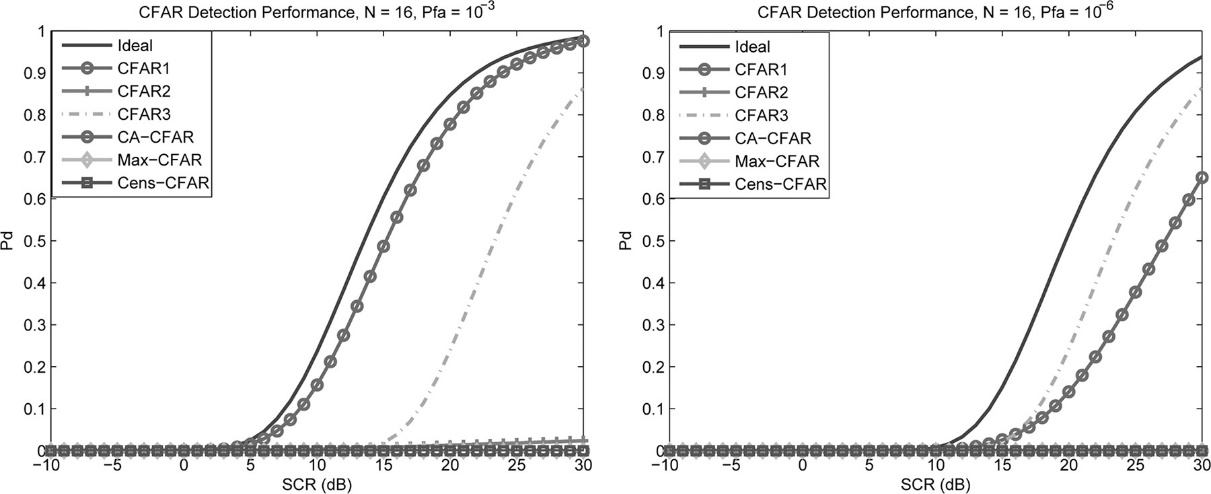 CFAR Detection Performance, N = 16, Pfa = 10⁻³
1
0.9
0.8
0.7
0.6
0.5
0.4
0.3
0.2
0.1
0
Pd
Ideal
CFAR1
CFAR2
CFAR3
CA−CFAR
Max−CFAR
Cens−CFAR
−10 −5 0 5 10 15 20 25 30
SCR (dB)
CFAR Detection Performance, N = 16, Pfa = 10⁻⁶
1
0.9
0.8
0.7
0.6
0.5
0.4
0.3
0.2
0.1
0
Pd
Ideal
CFAR1
CFAR2
CFAR3
CA−CFAR
Max−CFAR
Cens−CFAR
−10 −5 0 5 10 15 20 25 30
SCR (dB)